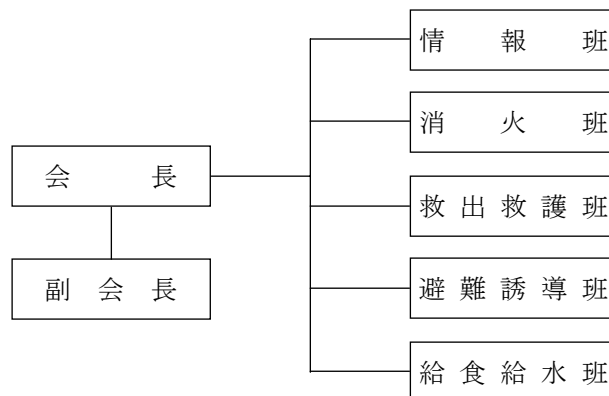 情報班
消火班
会長
救出救護班
副会長
避難誘導班
給食給水班